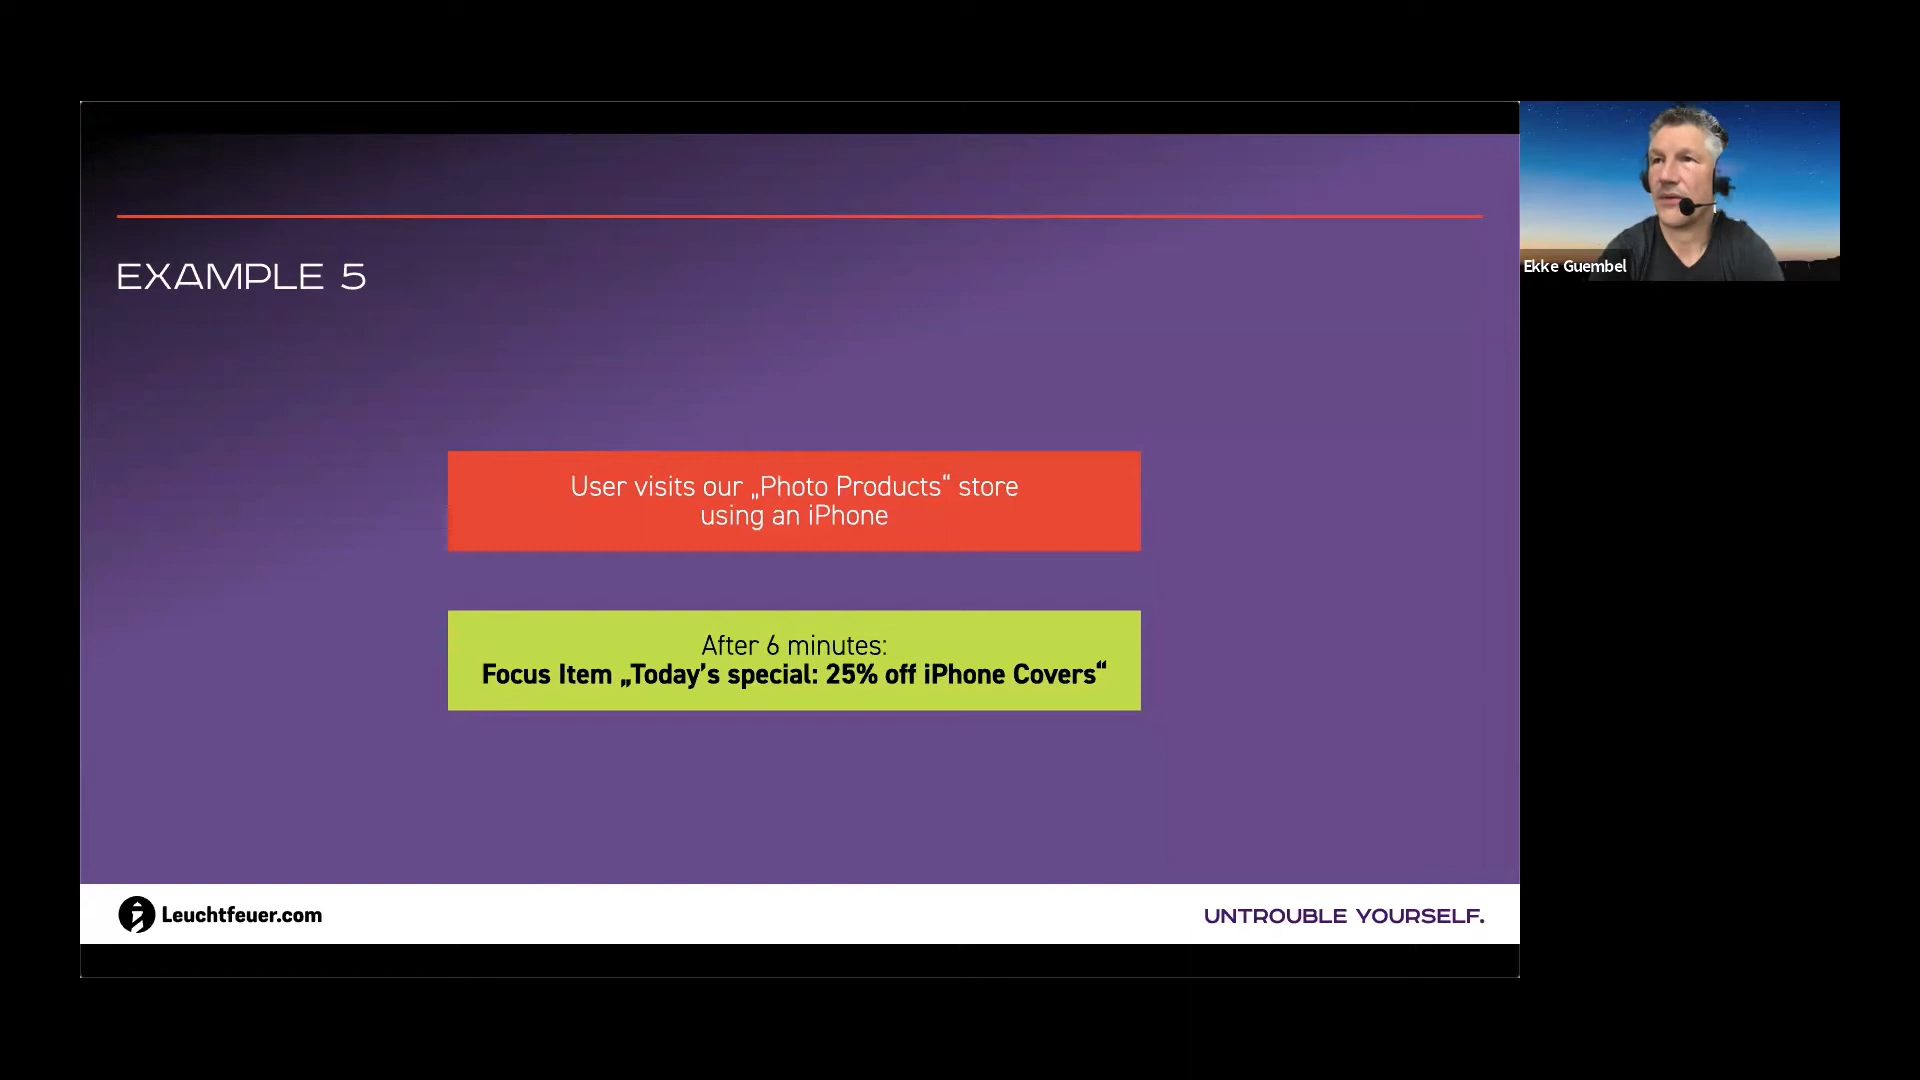 EXAMPLE 5
User visits our „Photo Products“ store
using an iPhone
After 6 minutes:
Focus Item „Today’s special: 25% off iPhone Covers“
Leuchtfeuer.com
UNTROUBLE YOURSELF.
Ekke Guembel